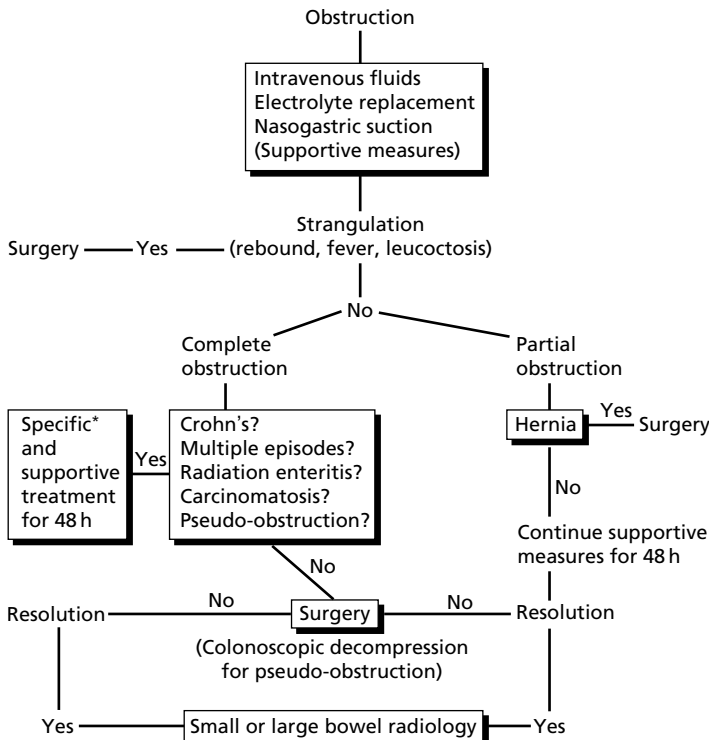 Obstruction
Intravenous fluids
Electrolyte replacement
Nasogastric suction
(Supportive measures)
Strangulation
Surgery Yes (rebound, fever, leucoctosis)
No
Complete
obstruction
Partial
obstruction
Specific*
and
supportive
treatment
for 48 h
Yes
Crohn's?
Multiple episodes?
Radiation enteritis?
Carcinomatosis?
Pseudo-obstruction?
Hernia
Yes
Surgery
No
Continue supportive
measures for 48 h
No
Resolution
No
Surgery
No
Resolution
(Colonoscopic decompression
for pseudo-obstruction)
Yes
Small or large bowel radiology
Yes